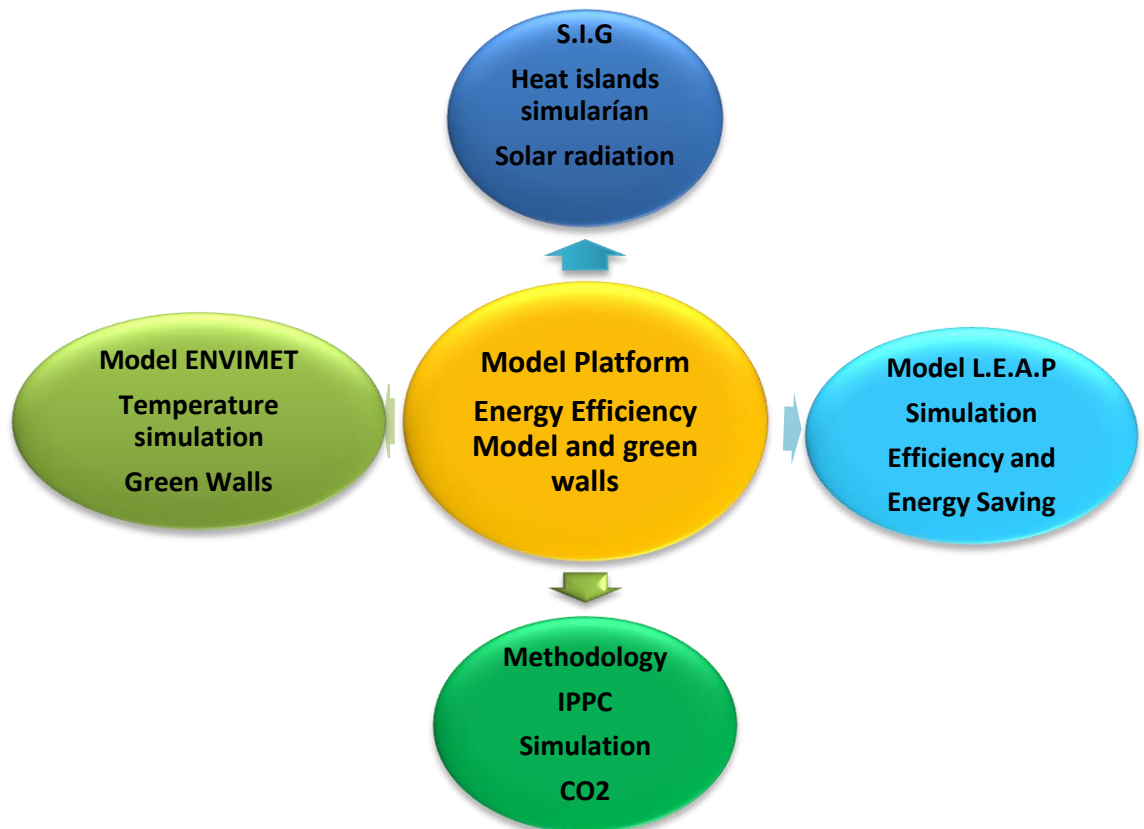 S.I.G
Heat islands
simularían
Solar radiation
Model ENVIMET
Temperature
simulation
Green Walls
Model Platform
Energy Efficiency
Model and green
walls
Model L.E.A.P
Simulation
Efficiency and
Energy Saving
Methodology
IPPC
Simulation
CO2